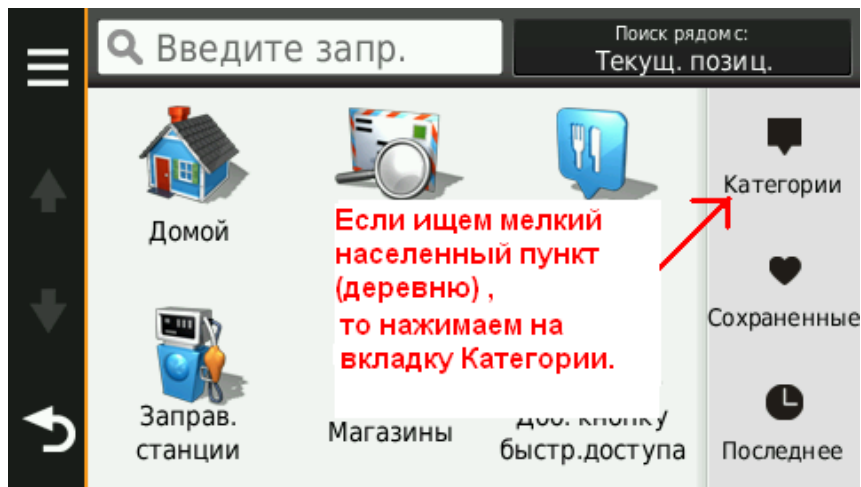 Введите запр.
Поиск рядом с:
Текущ. позиц.
Категории
Домой
Если ищем мелкий
населенный пункт
(деревню) ,
то нажимаем на
вкладку Категории.
Сохраненные
Заправ.
станции
Магазины
быстр.доступа
Последнее